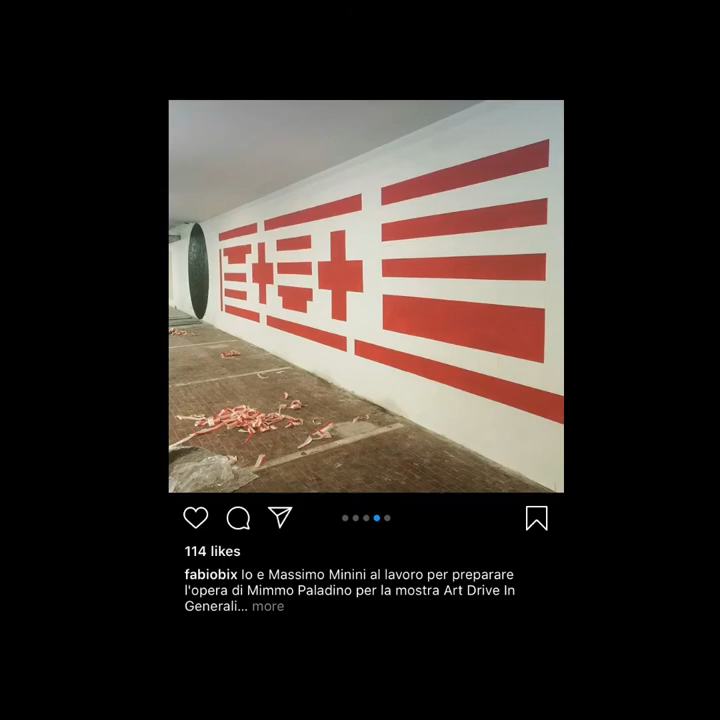 114 likes
fabiobix Io e Massimo Minini al lavoro per preparare
l'opera di Mimmo Paladino per la mostra Art Drive In
Generali... more